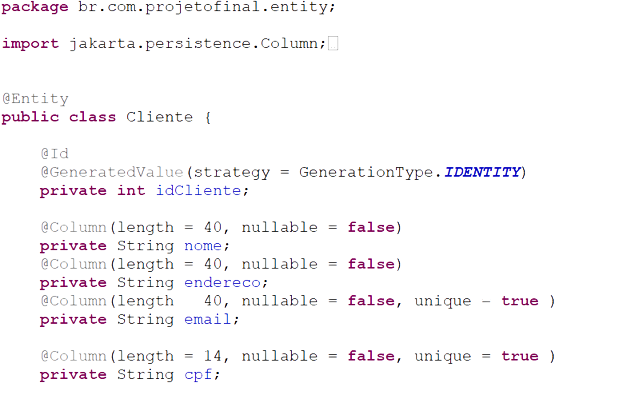 package br.com.projetofinal.entity;
import jakarta.persistence.Column;
@Entity
public class Cliente {
@Id
@GeneratedValue(strategy = GenerationType.IDENTITY)
private int idCliente;
@Column(length = 40, nullable = false)
private String nome;
@Column(length = 40, nullable = false)
private String endereco;
@Column(length   40, nullable = false, unique - true )
private String email;
@Column(length = 14, nullable = false, unique = true )
private String cpf;